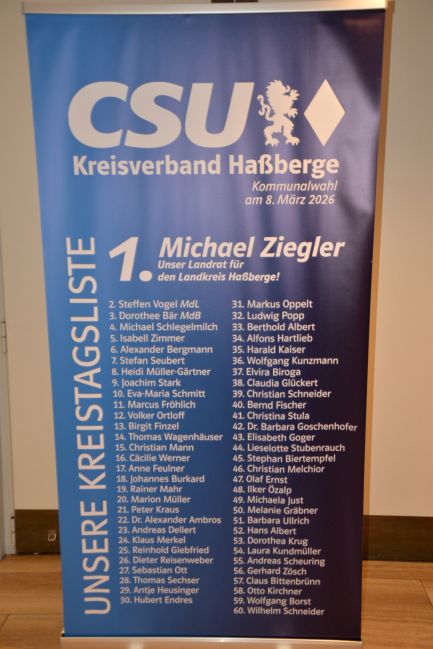 CSU
Kreisverband Haßberge
Kommunalwahl
am 8. März 2026
1. Michael Ziegler
Unser Landrat für
den Landkreis Haßberge!
UNSERE KREISTAGSLISTE
2. Steffen Vogel MdL
3. Dorothee Bär MdB
4. Michael Schlegelmilch
5. Isabell Zimmer
6. Alexander Bergmann
7. Stefan Seubert
8. Heidi Müller-Gärtner
9. Joachim Stark
10. Eva-Maria Schmitt
11. Marcus Fröhlich
12. Volker Ortloff
13. Birgit Finzel
14. Thomas Wagenhäuser
15. Christian Mann
16. Cäcilie Werner
17. Anne Feulner
18. Johannes Burkard
19. Rainer Mahr
20. Marion Müller
21. Peter Kraus
22. Dr. Alexander Ambros
23. Andreas Dellert
24. Klaus Merkel
25. Reinhold Giebfried
26. Dieter Reisenweber
27. Sebastian Ott
28. Thomas Sechser
29. Antje Heusinger
30. Hubert Endres
31. Markus Oppelt
32. Ludwig Popp
33. Berthold Albert
34. Alfons Hartlieb
35. Harald Kaiser
36. Wolfgang Kunzmann
37. Elvira Biroga
38. Claudia Glückert
39. Christian Schneider
40. Bernd Fischer
41. Christina Stula
42. Dr. Barbara Goschenhofer
43. Elisabeth Goger
44. Lieselotte Stubenrauch
45. Stephan Biertempfel
46. Christian Melchior
47. Olaf Ernst
48. Ilker Özalp
49. Michaela Just
50. Melanie Gräbner
51. Barbara Ullrich
52. Hans Albert
53. Dorothea Krug
54. Laura Kundmüller
55. Andreas Scheuring
56. Gerhard Zösch
57. Claus Bittenbrünn
58. Otto Kirchner
59. Wolfgang Borst
60. Wilhelm Schneider